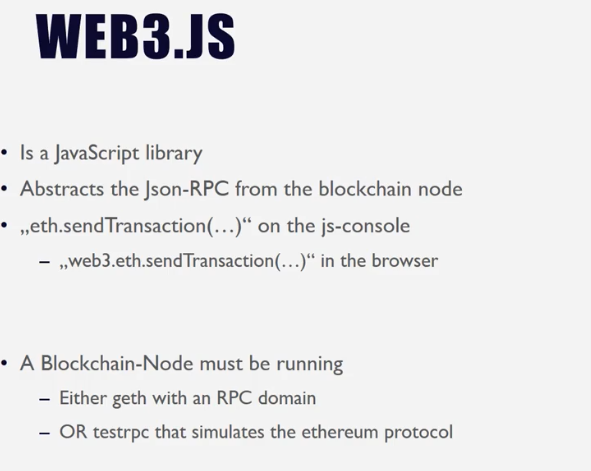 WEB3.JS
• Is a JavaScript library
• Abstracts the Json-RPC from the blockchain node
• „eth.sendTransaction(...)“ on the js-console
– „web3.eth.sendTransaction(...)“ in the browser
• A Blockchain-Node must be running
– Either geth with an RPC domain
– OR testrpc that simulates the ethereum protocol